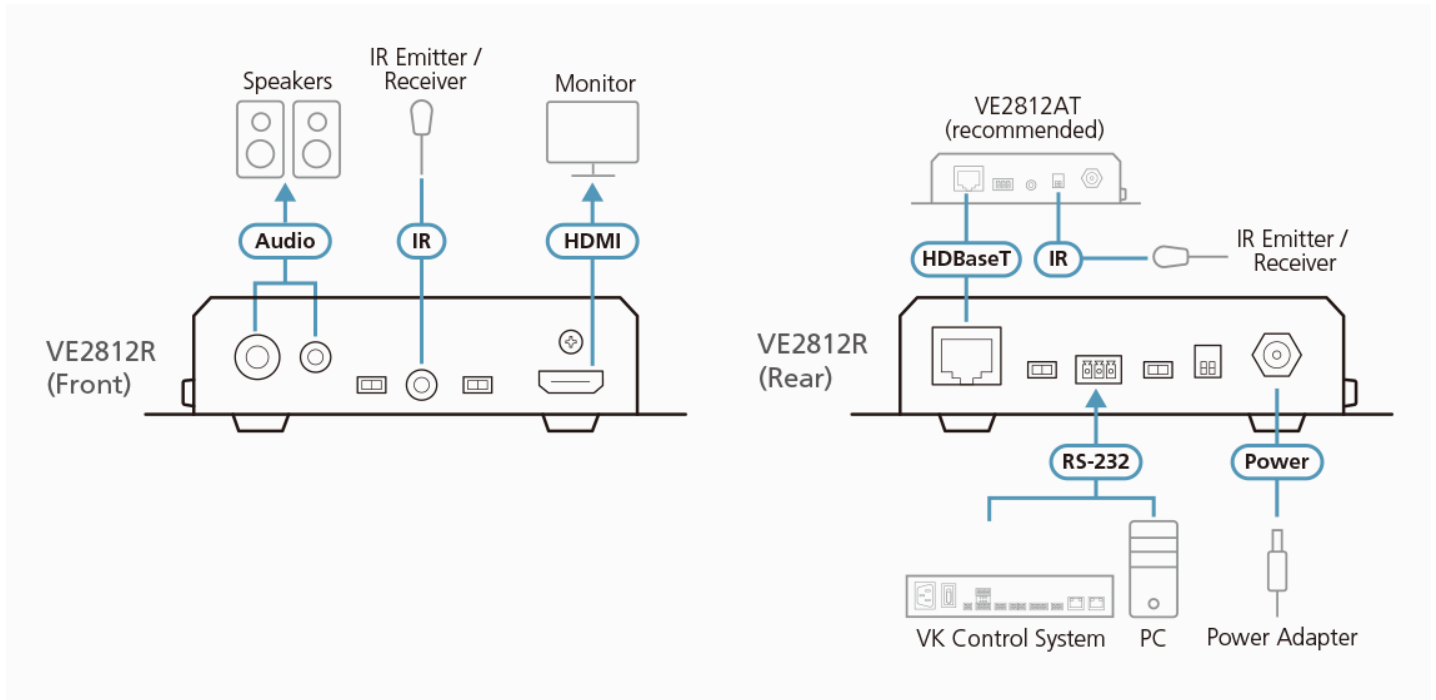 Speakers
IR Emitter /
Receiver
Monitor
Audio
IR
HDMI
VE2812R
(Front)
VE2812AT
(recommended)
HDBaseT
IR
IR Emitter /
Receiver
VE2812R
(Rear)
RS-232
Power
VK Control System
PC
Power Adapter